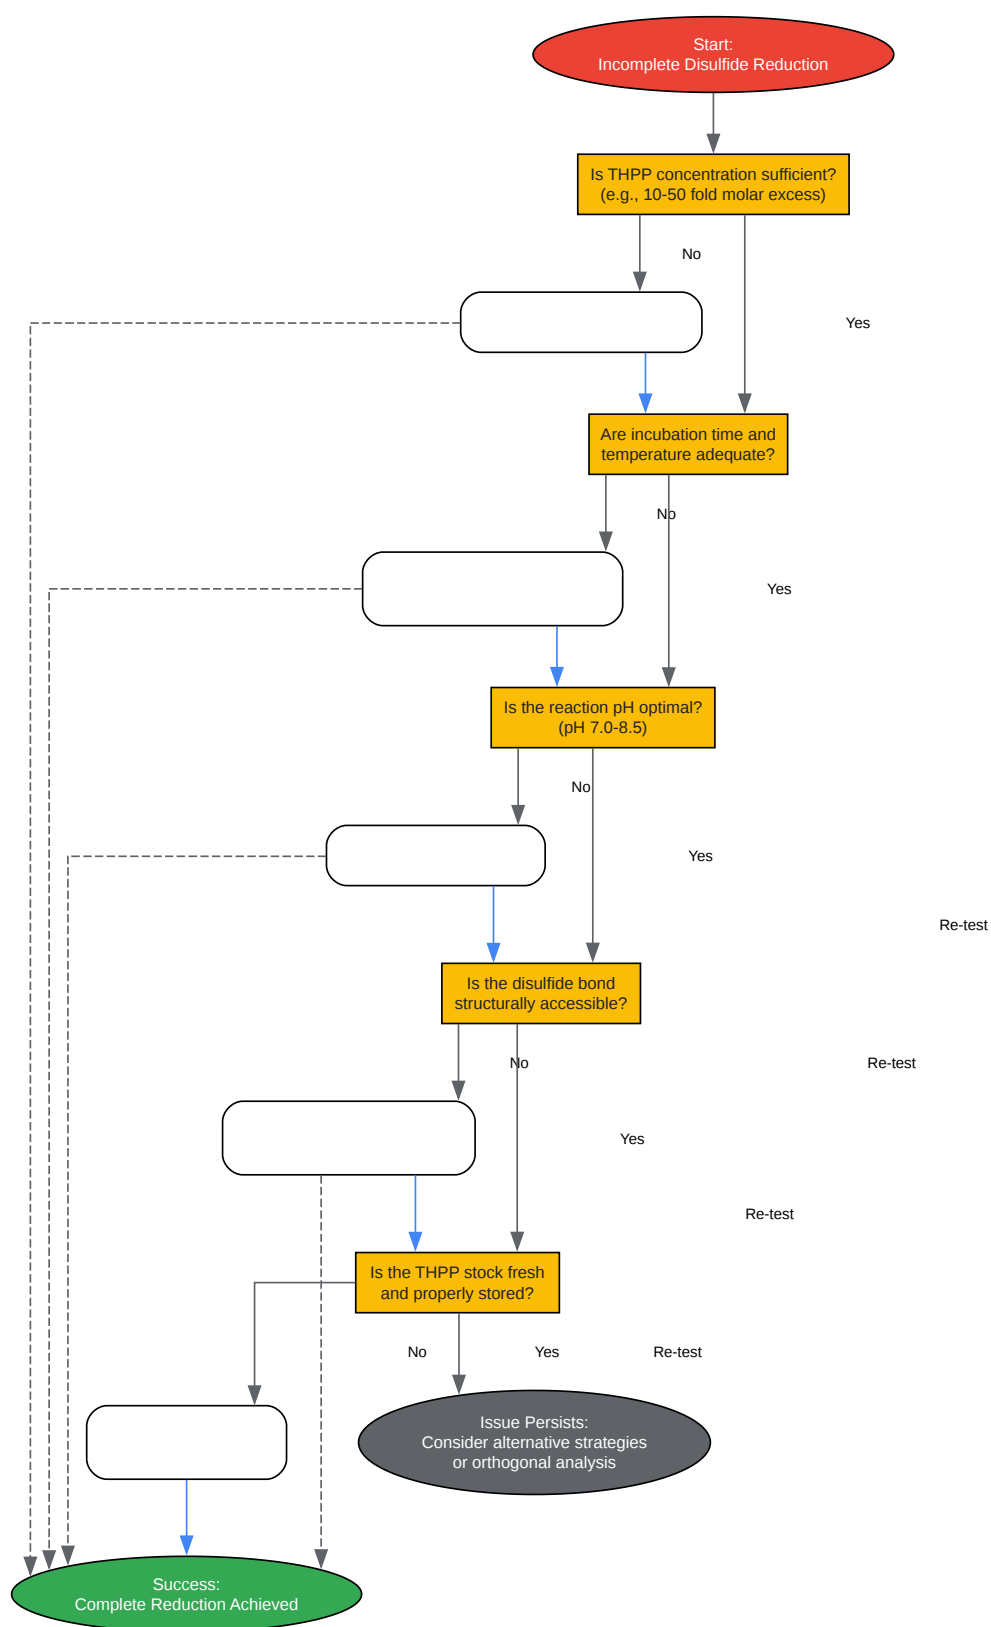 Start:
Incomplete Disulfide Reduction
Is THPP concentration sufficient?
(e.g., 10-50 fold molar excess)
No
Yes
Are incubation time and
temperature adequate?
No
Yes
Is the reaction pH optimal?
(pH 7.0-8.5)
No
Yes
Re-test
Is the disulfide bond
structurally accessible?
No
Re-test
Yes
Re-test
Is the THPP stock fresh
and properly stored?
No
Yes
Re-test
Issue Persists:
Consider alternative strategies
or orthogonal analysis
Success:
Complete Reduction Achieved